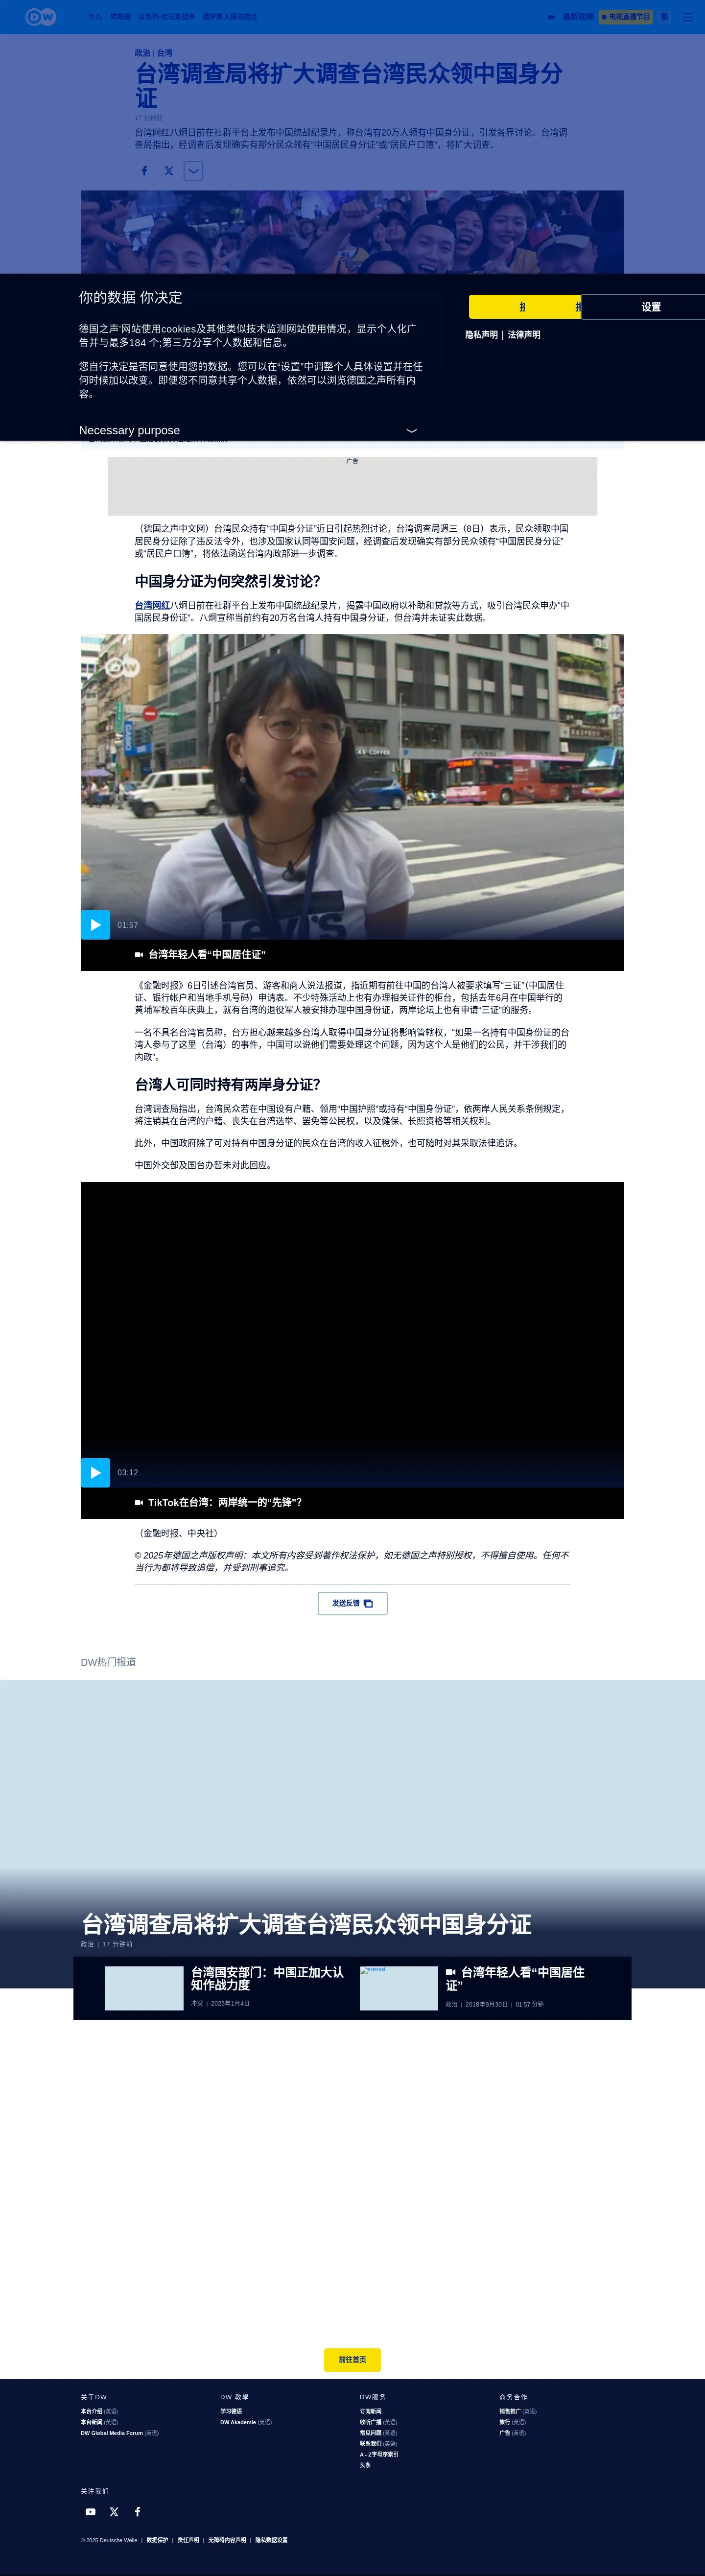 DW
焦点 特朗普 以色列-哈马斯战争 俄罗斯入侵乌克兰 最新视频 电视直播节目 繁
政治 | 台湾
台湾调查局将扩大调查台湾民众领中国身分
证
17 分钟前
台湾网红八炯日前在社群平台上发布中国统战纪录片，称台湾有20万人领有中国身分证，引发各界讨论。台湾调
查局指出，经调查后发现确实有部分民众领有“中国居民身分证”或“居民户口簿”，将扩大调查。
你的数据 你决定
德国之声‘网站使用cookies及其他类似技术监测网站使用情况，显示个人化广
告并与最多184 个;第三方分享个人数据和信息。
您自行决定是否同意使用您的数据。您可以在“设置”中调整个人具体设置并在任
何时候加以改变。即便您不同意共享个人数据，依然可以浏览德国之声所有内
容。
Necessary purpose
设置
隐私声明 | 法律声明
广告
（德国之声中文网）台湾民众持有“中国身分证”近日引起热烈讨论，台湾调查局週三（8日）表示，民众领取中国
居民身分证除了违反法令外，也涉及国家认同等国安问题，经调查后发现确实有部分民众领有“中国居民身分证”
或“居民户口簿”，将依法函送台湾内政部进一步调查。
中国身分证为何突然引发讨论？
台湾网红八炯日前在社群平台上发布中国统战纪录片，揭露中国政府以补助和贷款等方式，吸引台湾民众申办“中
国居民身份证”。八炯宣称当前约有20万名台湾人持有中国身分证，但台湾并未证实此数据。
DW
K S COFFEE
CASIO
LEVI'S
01:57
台湾年轻人看“中国居住证”
《金融时报》6日引述台湾官员、游客和商人说法报道，指近期有前往中国的台湾人被要求填写“三证”（中国居住
证、银行帐户和当地手机号码）申请表。不少特殊活动上也有办理相关证件的柜台，包括去年6月在中国举行的
黄埔军校百年庆典上，就有台湾的退役军人被安排办理中国身份证，两岸论坛上也有申请“三证”的服务。
一名不具名台湾官员称，台方担心越来越多台湾人取得中国身分证将影响管辖权，“如果一名持有中国身份证的台
湾人参与了这里（台湾）的事件，中国可以说他们需要处理这个问题，因为这个人是他们的公民，并干涉我们的
内政”。
台湾人可同时持有两岸身分证？
台湾调查局指出，台湾民众若在中国设有户籍、领用“中国护照”或持有“中国身份证”，依两岸人民关系条例规定，
将注销其在台湾的户籍、丧失在台湾选举、罢免等公民权，以及健保、长照资格等相关权利。
此外，中国政府除了可对持有中国身分证的民众在台湾的收入征税外，也可随时对其采取法律追诉。
中国外交部及国台办暂未对此回应。
03:12
TikTok在台湾：两岸统一的“先锋”？
（金融时报、中央社）
© 2025年德国之声版权声明：本文所有内容受到著作权法保护，如无德国之声特别授权，不得擅自使用。任何不
当行为都将导致追偿，并受到刑事追究。
发送反馈
DW热门报道
台湾调查局将扩大调查台湾民众领中国身分证
政治 | 17 分钟前
台湾国安部门：中国正加大认
知作战力度
冲突 | 2025年1月4日
台湾年轻人看“中国居住
证”
政治 | 2018年9月30日 | 01:57 分钟
前往首页
关于DW
本台介绍 (英语)
本台新闻 (英语)
DW Global Media Forum (英语)
DW 教學
学习德语
DW Akademie (英语)
DW服务
订阅新闻
收听广播 (英语)
常见问题 (英语)
联系我们 (英语)
A - Z字母序索引
头条
商务合作
销售推广 (英语)
旅行 (英语)
广告 (英语)
关注我们
© 2025 Deutsche Welle | 数据保护 | 责任声明 | 无障碍内容声明 | 隐私数据设置